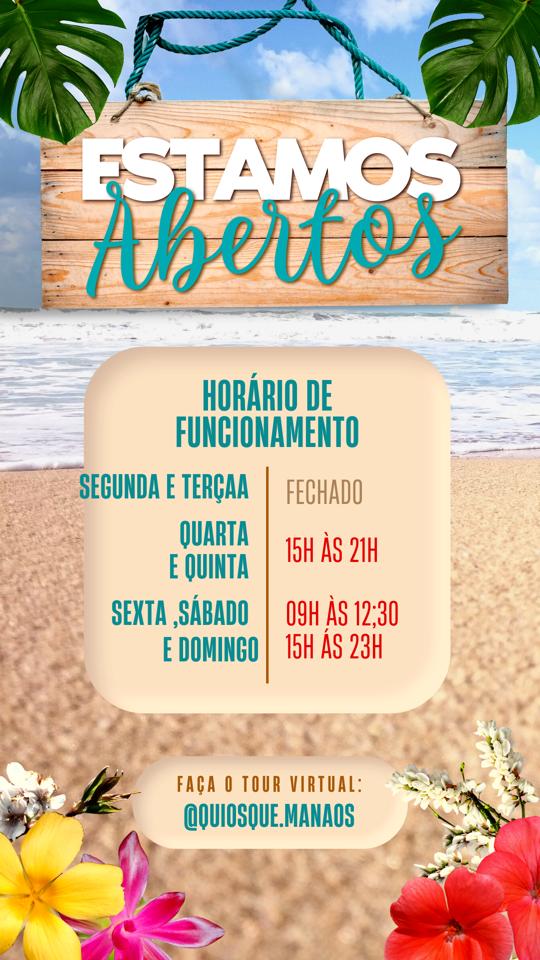 ESTAMOS
Abertos
HORÁRIO DE
FUNCIONAMENTO
SEGUNDA E TERÇAA
FECHADO
QUARTA
E QUINTA
15H ÀS 21H
SEXTA ,SÁBADO
E DOMINGO
09H ÀS 12;30
15H ÁS 23H
FAÇA O TOUR VIRTUAL:
@QUIOSQUE.MANAOS